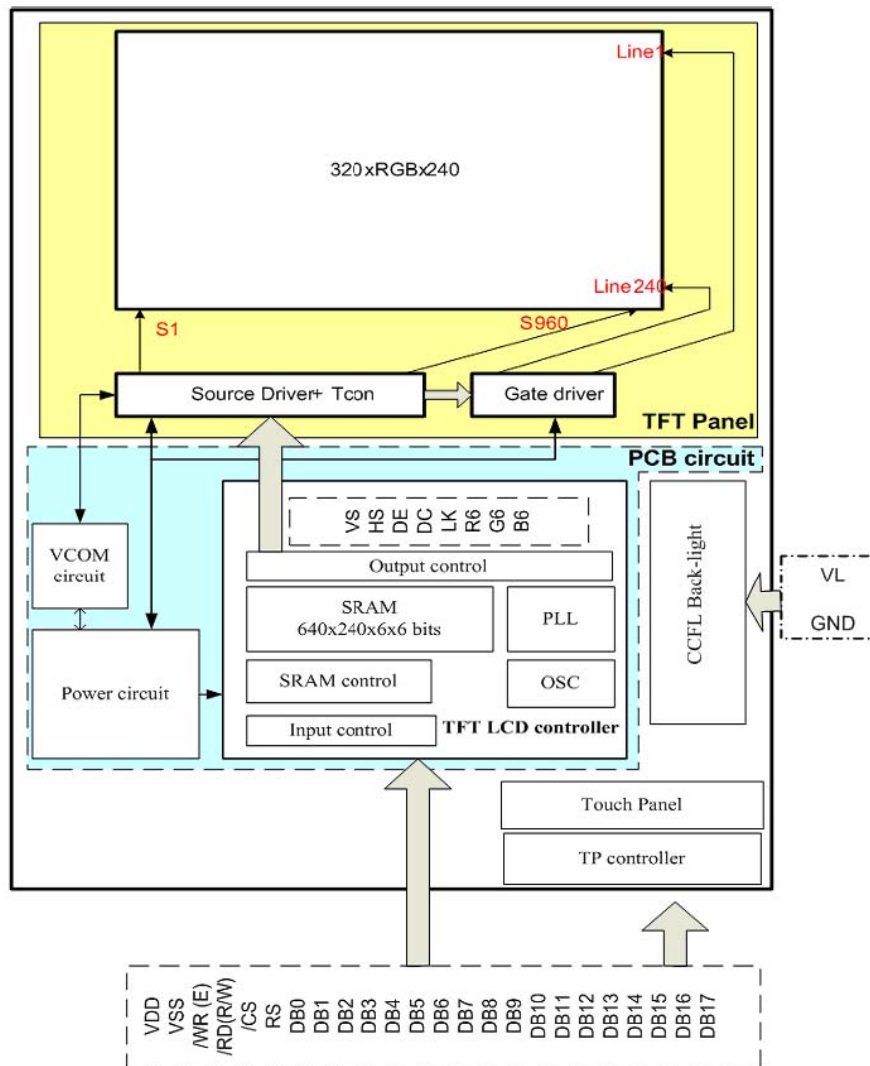 Line1
320xRGBx240
Line240
S1
S960
Source Driver+ Tcon
Gate driver
TFT Panel
PCB circuit
VS
HS
DE
DC
LK
R6
G6
B6
VCOM
circuit
Output control
SRAM
640x240x6x6 bits
PLL
CCFL Back-light
VL
GND
Power circuit
SRAM control
OSC
Input control
TFT LCD controller
Touch Panel
TP controller
VDD
VSS
/WR (E)
/RD(R/W)
/CS
RS
DB0
DB1
DB2
DB3
DB4
DB5
DB6
DB7
DB8
DB9
DB10
DB11
DB12
DB13
DB14
DB15
DB16
DB17